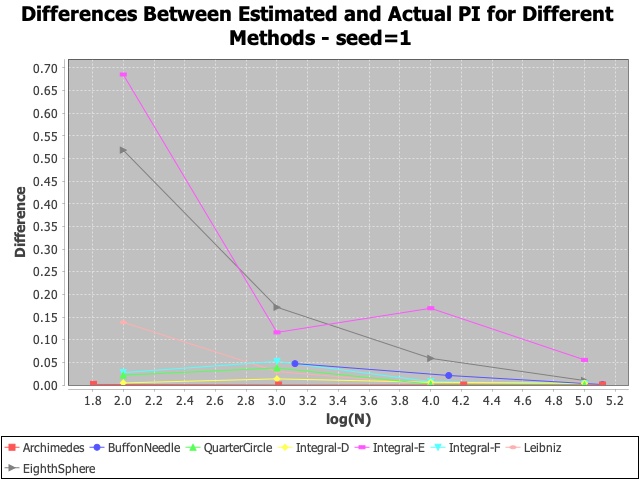 Differences Between Estimated and Actual PI for Different
Methods - seed=1
0.70
0.65
0.60
0.55
0.50
0.45
0.40
0.35
0.30
0.25
0.20
0.15
0.10
0.05
0.00
Difference
1.8 2.0 2.2 2.4 2.6 2.8 3.0 3.2 3.4 3.6 3.8 4.0 4.2 4.4 4.6 4.8 5.0 5.2
log(N)
Archimedes BuffonNeedle QuarterCircle Integral-D Integral-E Integral-F Leibniz
EighthSphere